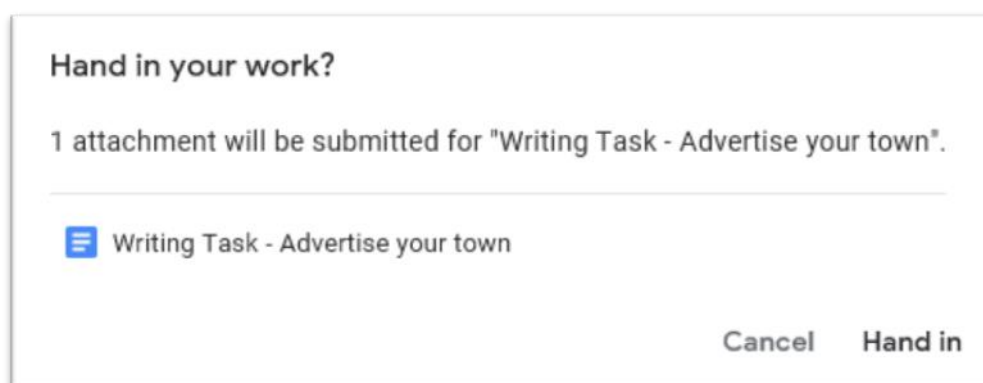 Hand in your work?
1 attachment will be submitted for "Writing Task - Advertise your town".
Writing Task - Advertise your town
Cancel Hand in